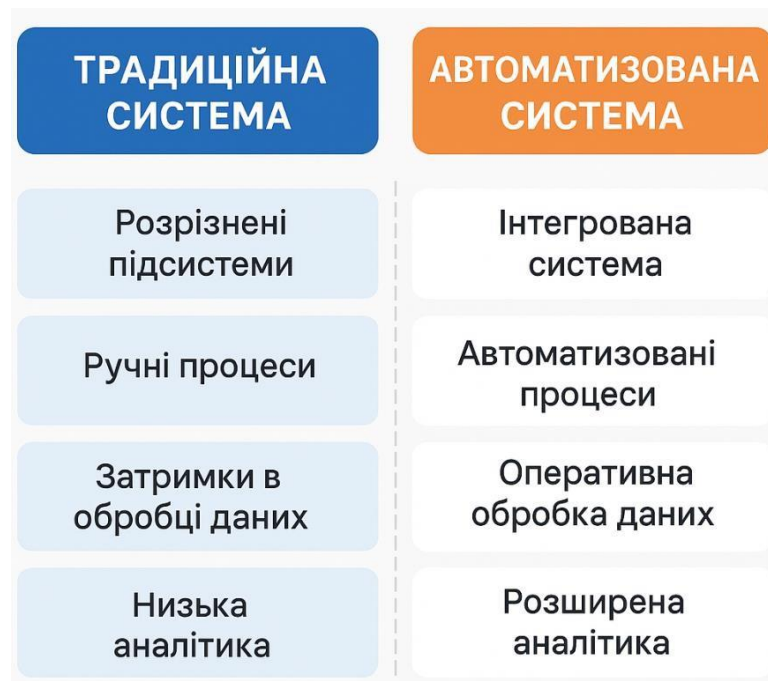 ТРАДИЦІЙНА
СИСТЕМА
АВТОМАТИЗОВАНА
СИСТЕМА
Розрізнені
підсистеми
Інтегрована
система
Ручні процеси
Автоматизовані
процеси
Затримки в
обробці даних
Оперативна
обробка даних
Низька
аналітика
Розширена
аналітика